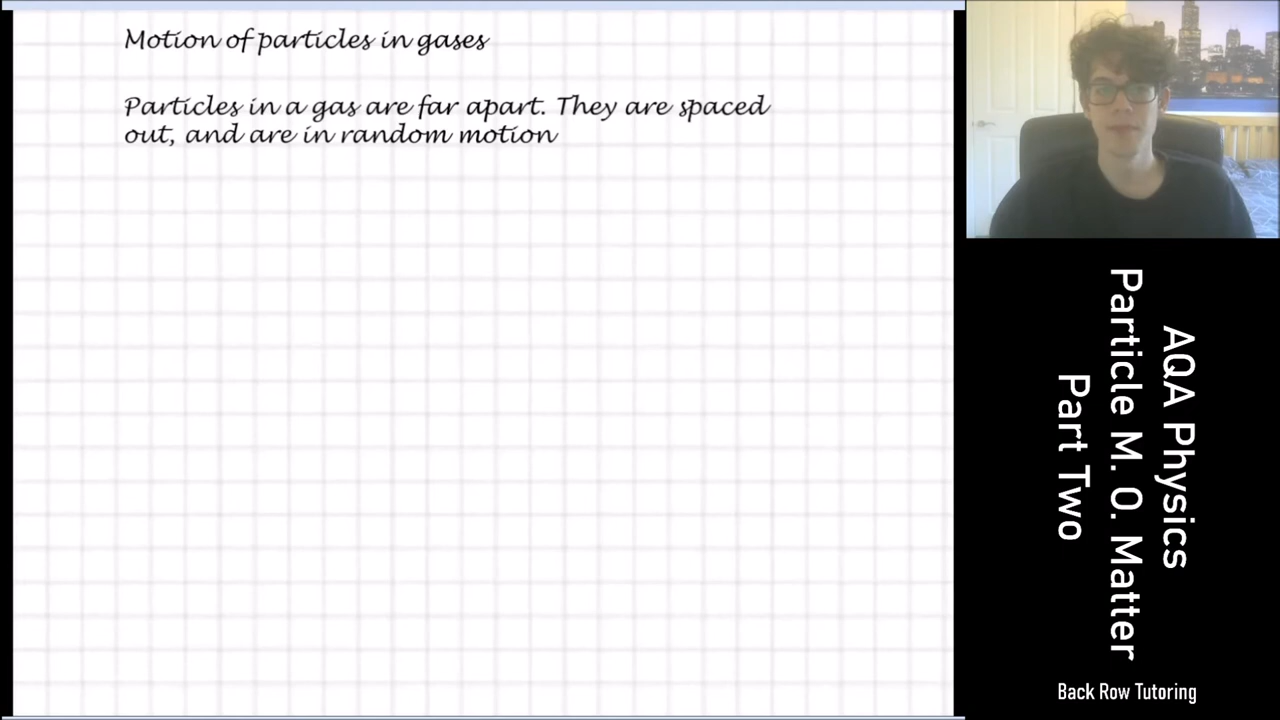 Motion of particles in gases
Particles in a gas are far apart. They are spaced
out, and are in random motion
AQA Physics
Particle M. O. Matter
Part Two
Back Row Tutoring